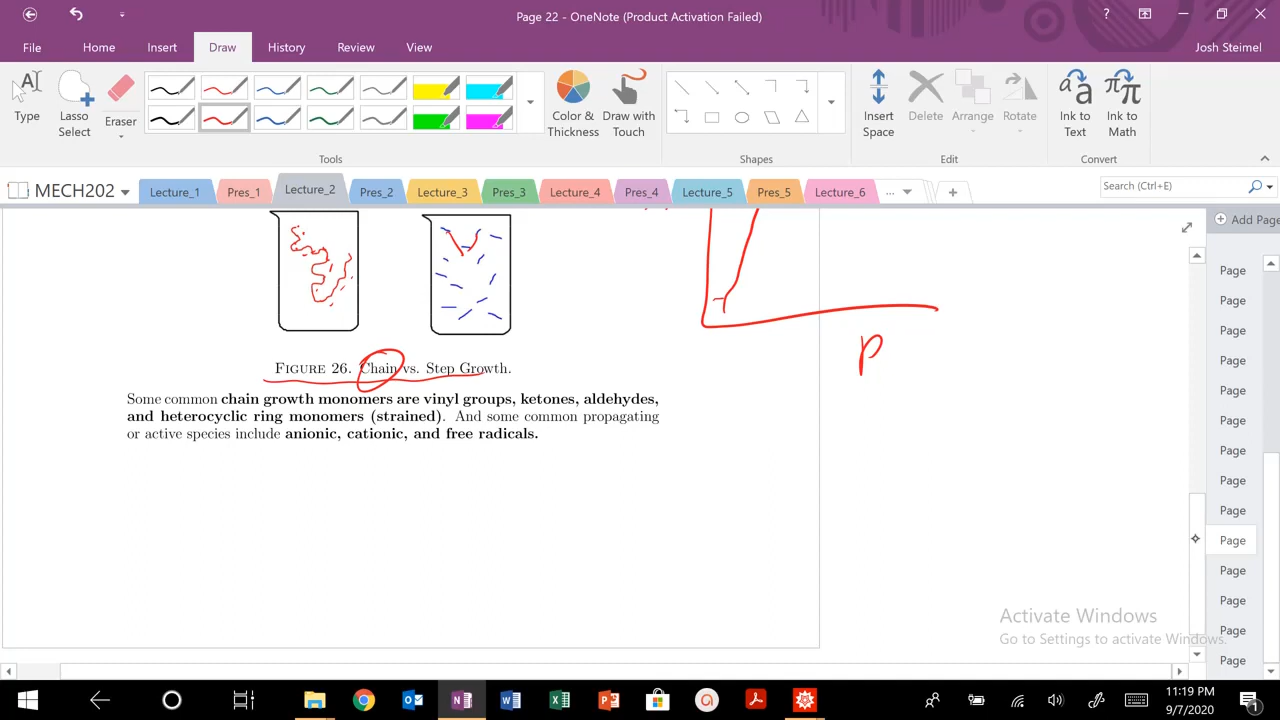 Page 22 - OneNote (Product Activation Failed)
?
File Home Insert Draw History Review View Josh Steimel
Type
Lasso Select
Eraser
Color & Thickness
Draw with Touch
Insert Space
Delete
Arrange
Rotate
Ink to Text
Ink to Math
Tools Shapes Edit Convert
MECH202 Lecture_1 Pres_1 Lecture_2 Pres_2 Lecture_3 Pres_3 Lecture_4 Pres_4 Lecture_5 Pres_5 Lecture_6 ... Search (Ctrl+E)
Add Page
Page
Page
Page
Page
Page
Page
Page
Page
Page
Page
Page
Page
Page
Page
P
FIGURE 26. Chain vs. Step Growth.
Some common chain growth monomers are vinyl groups, ketones, aldehydes,
and heterocyclic ring monomers (strained). And some common propagating
or active species include anionic, cationic, and free radicals.
Activate Windows
Go to Settings to activate Windows.
11:19 PM
9/7/2020
1